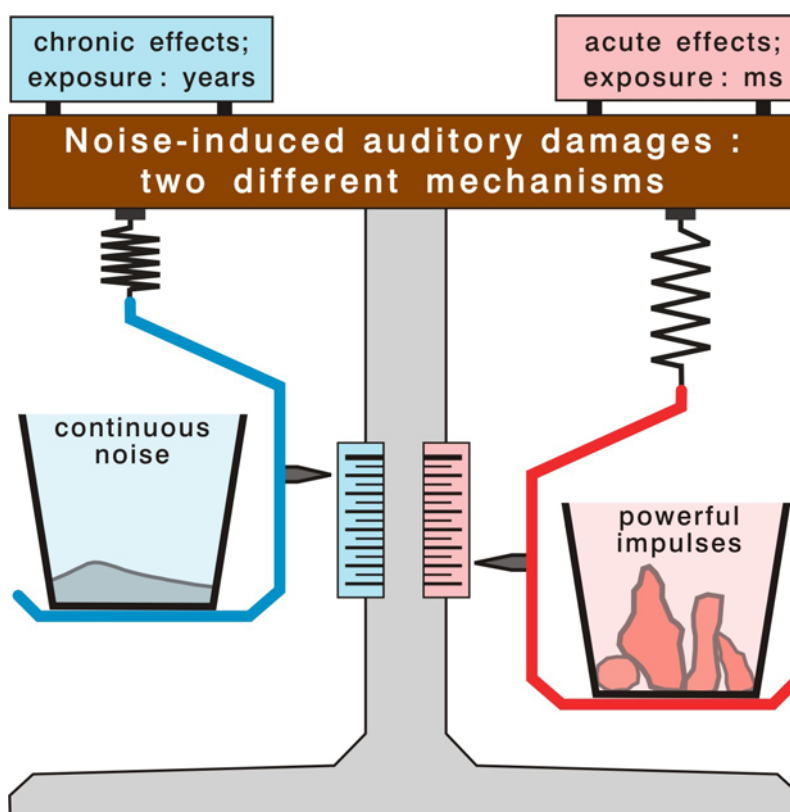 chronic effects;
exposure : years
acute effects;
exposure : ms
Noise-induced auditory damages :
two different mechanisms
continuous
noise
powerful
impulses